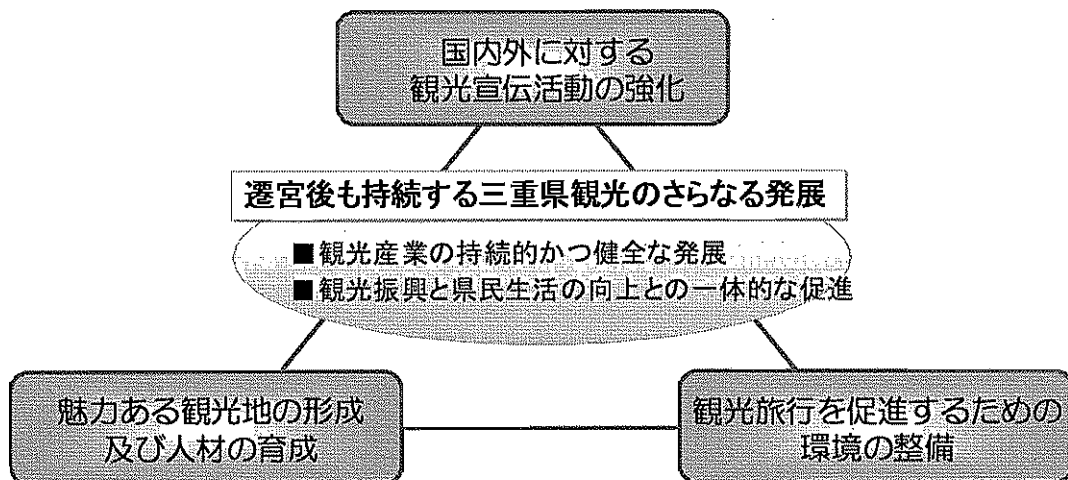 国内外に対する
観光宣伝活動の強化
遷宮後も持続する三重県観光のさらなる発展
■観光産業の持続的かつ健全な発展
■観光振興と県民生活の向上との一体的な促進
魅力ある観光地の形成
及び人材の育成
観光旅行を促進するための
環境の整備